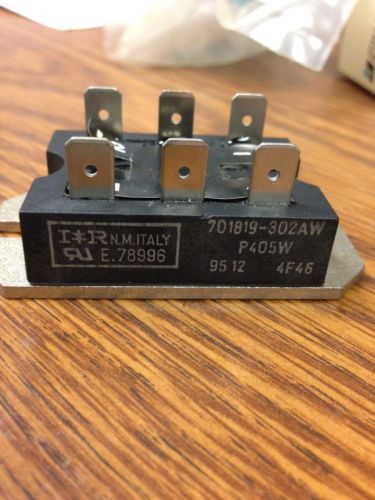 I+R N.M. ITALY
E.78996
701819-302AW
P405W
95 12 4F46